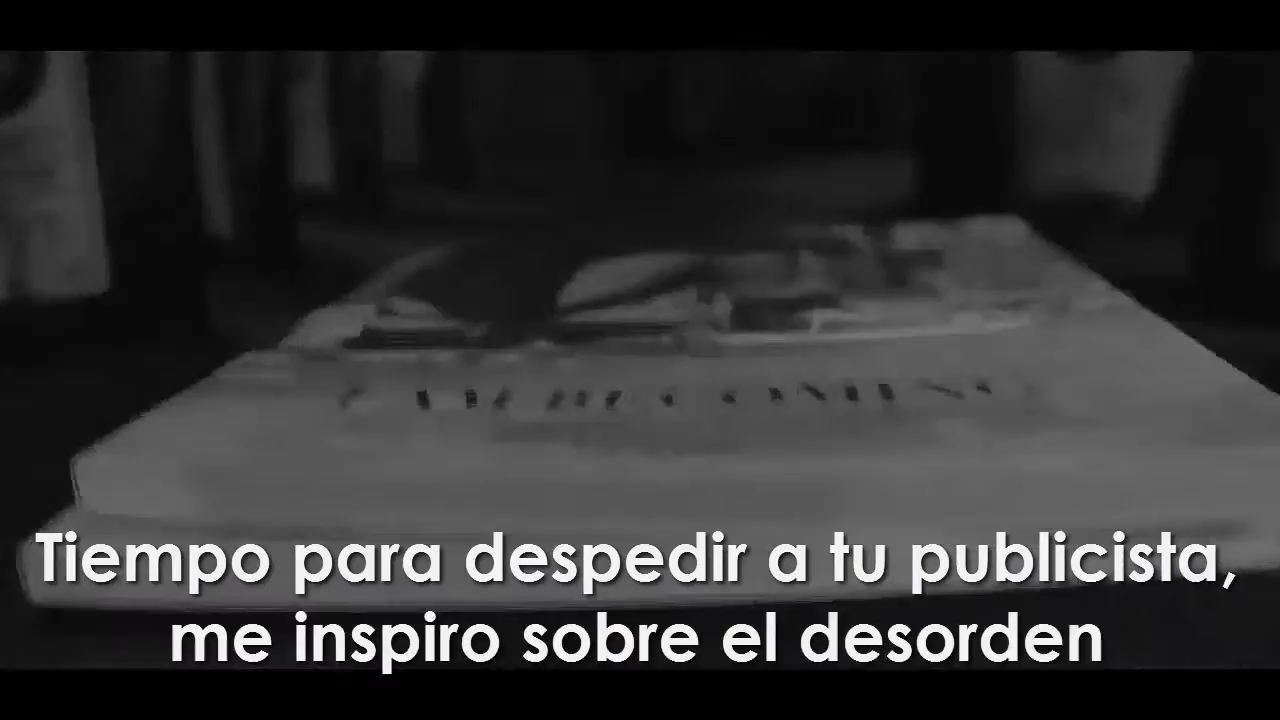 Tiempo para despedir a tu publicista,
me inspiro sobre el desorden